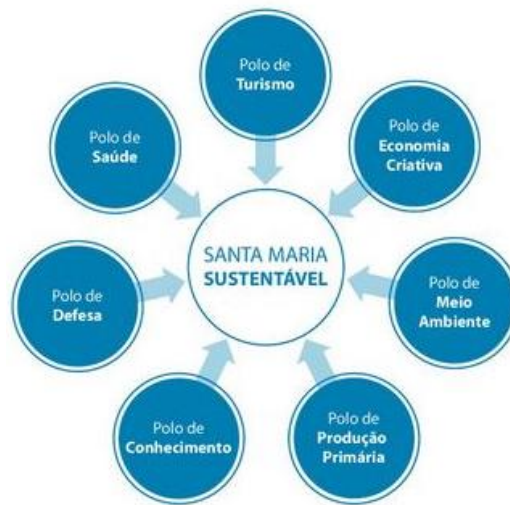 Polo de
Turismo
Polo de
Economia
Criativa
Polo de
Meio
Ambiente
Polo de
Produção
Primária
Polo de
Conhecimento
Polo de
Defesa
Polo de
Saúde
SANTA MARIA
SUSTENTÁVEL